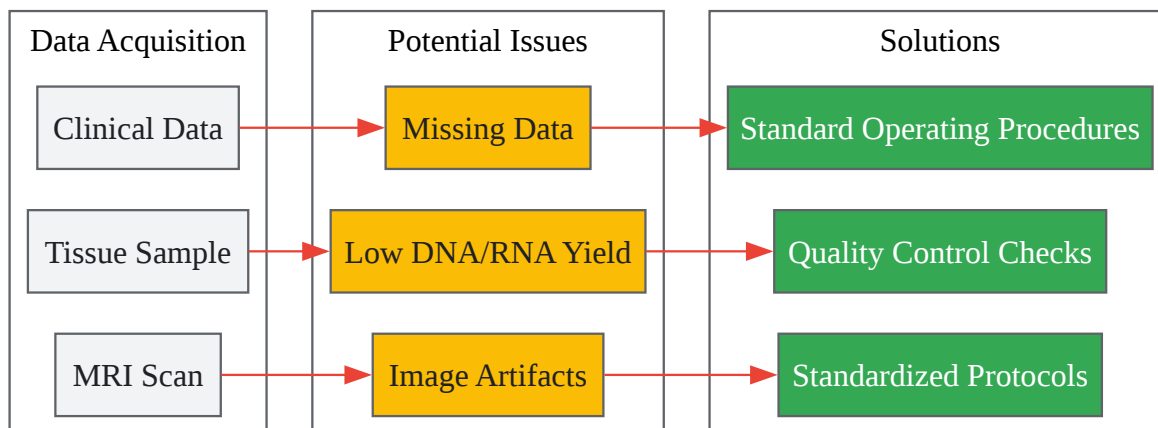 Data Acquisition
Potential Issues
Solutions
Clinical Data
Missing Data
Standard Operating Procedures
Tissue Sample
Low DNA/RNA Yield
Quality Control Checks
MRI Scan
Image Artifacts
Standardized Protocols